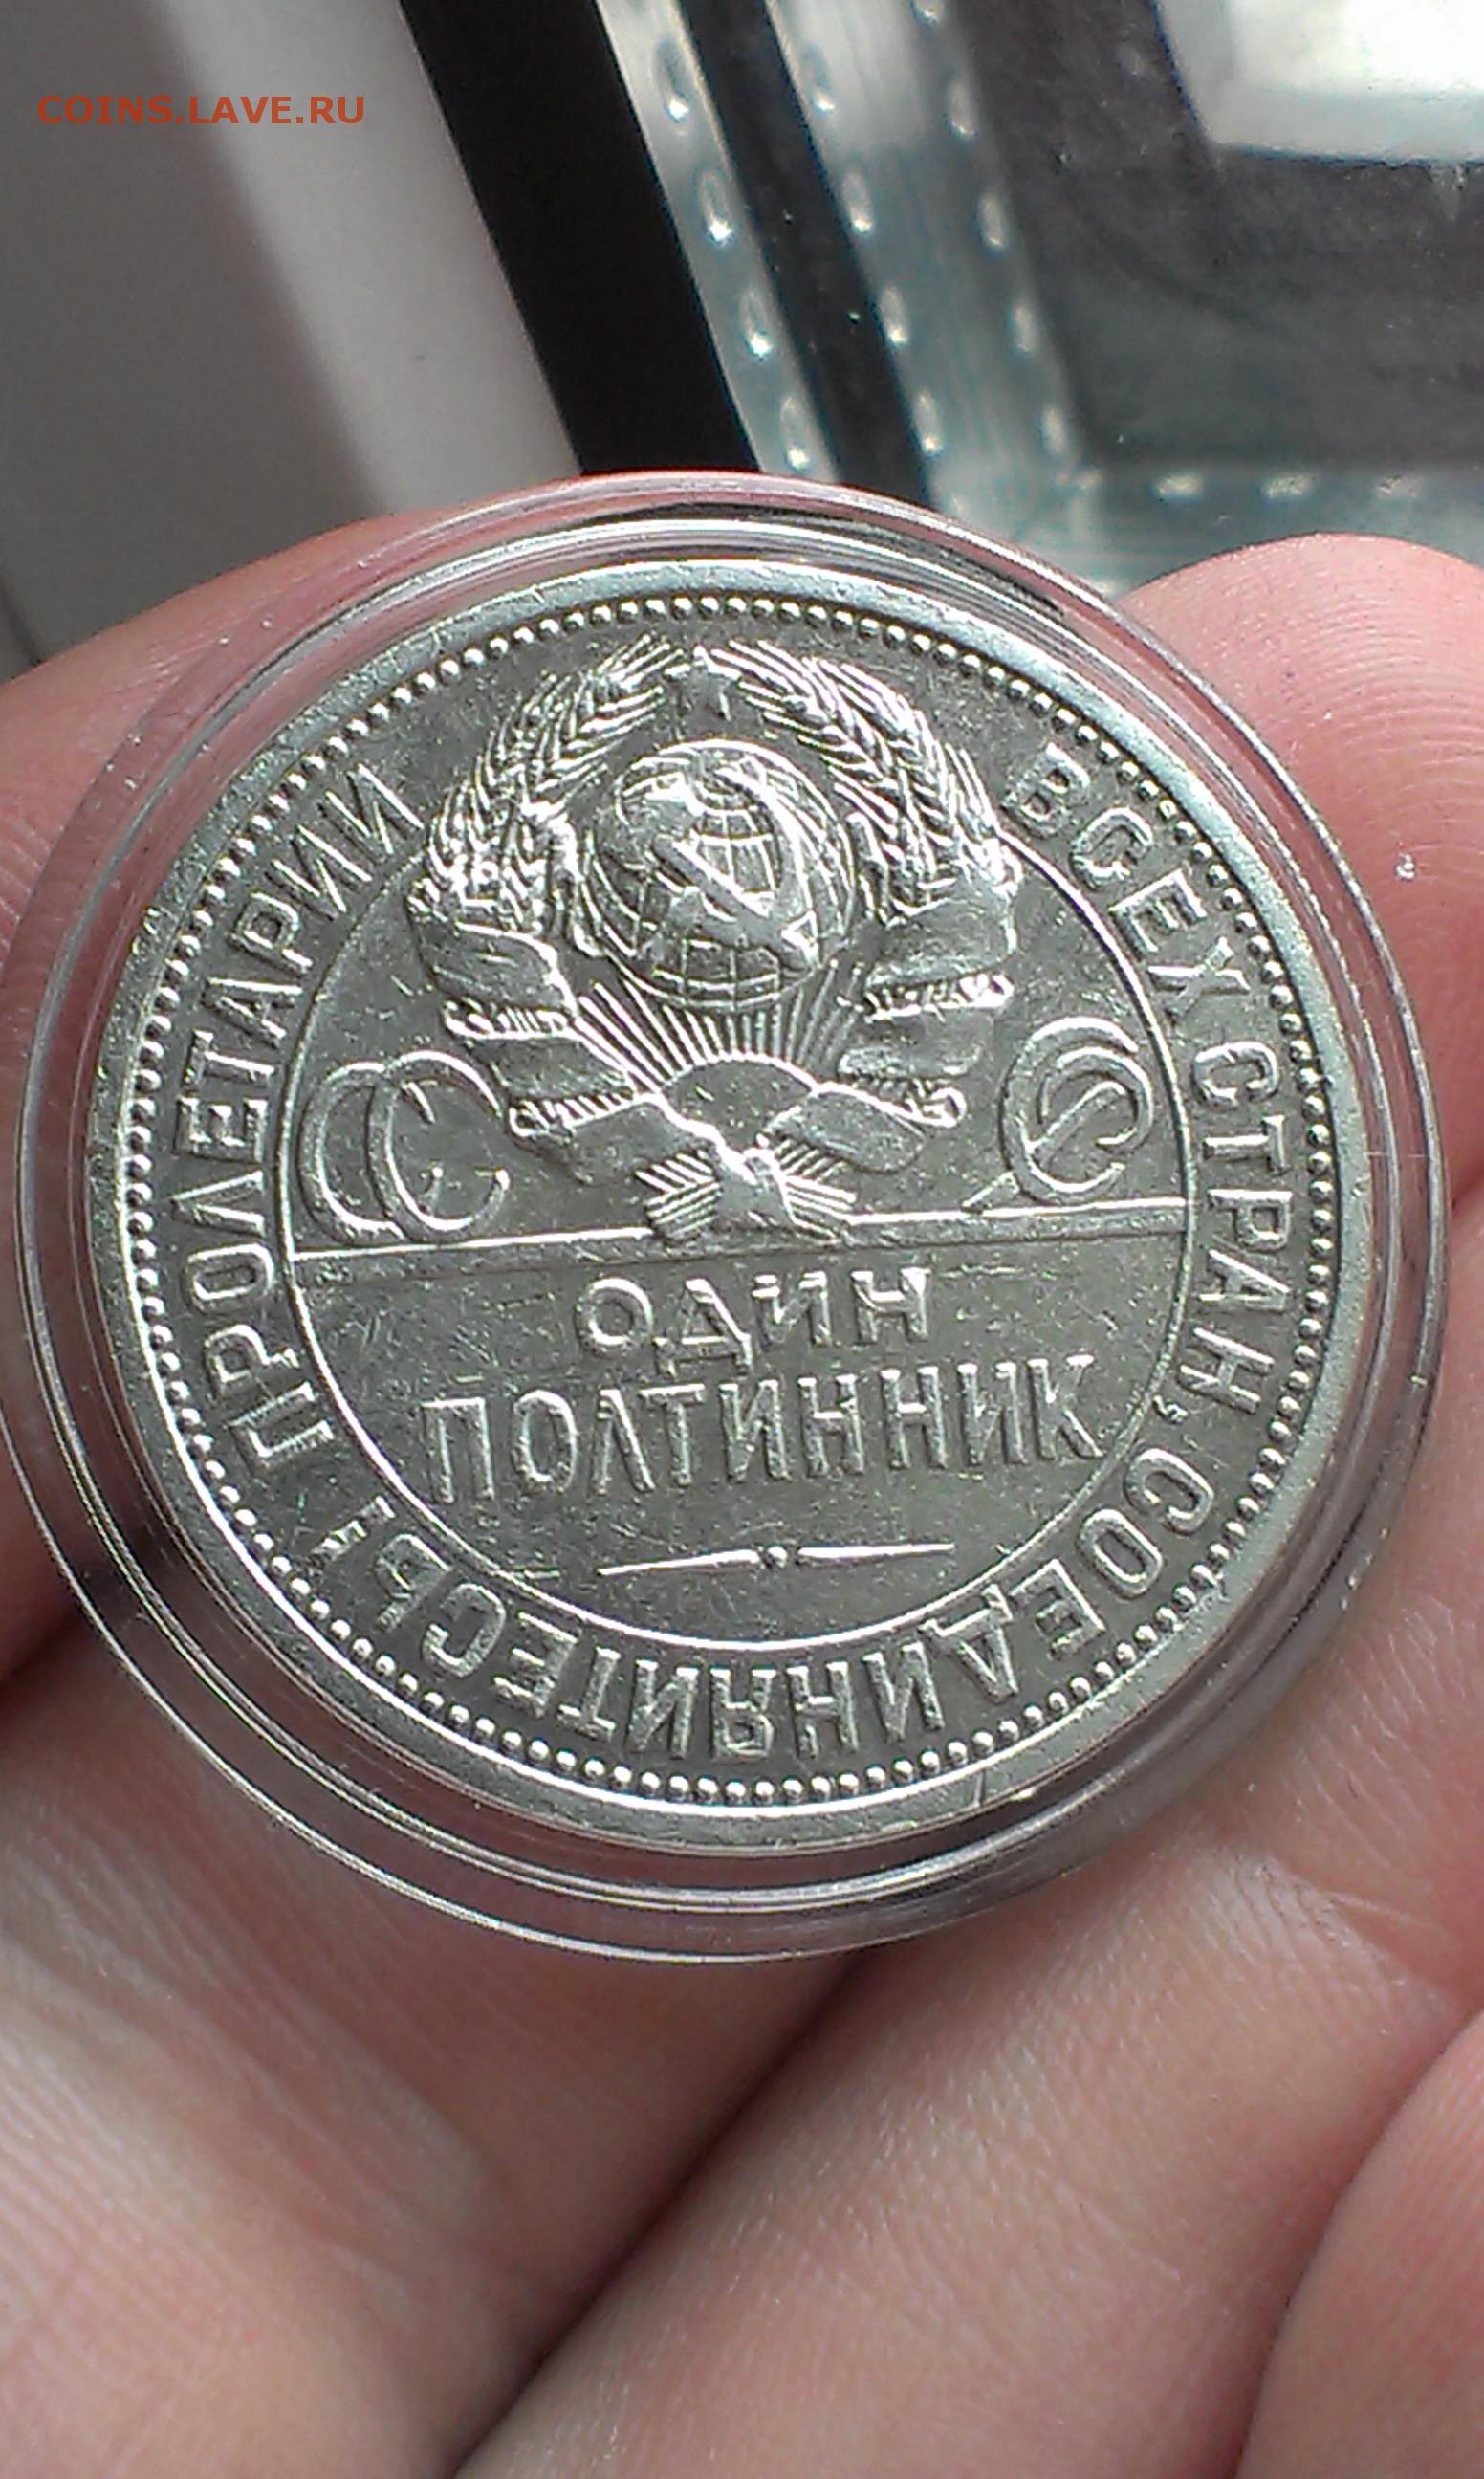 COINS.LAVE.RU
ПРОЛЕТАРИИ ВСЕХ СТРАН, СОЕДИНЯЙТЕСЬ!
СССР
ОДИН
ПОЛТИННИК